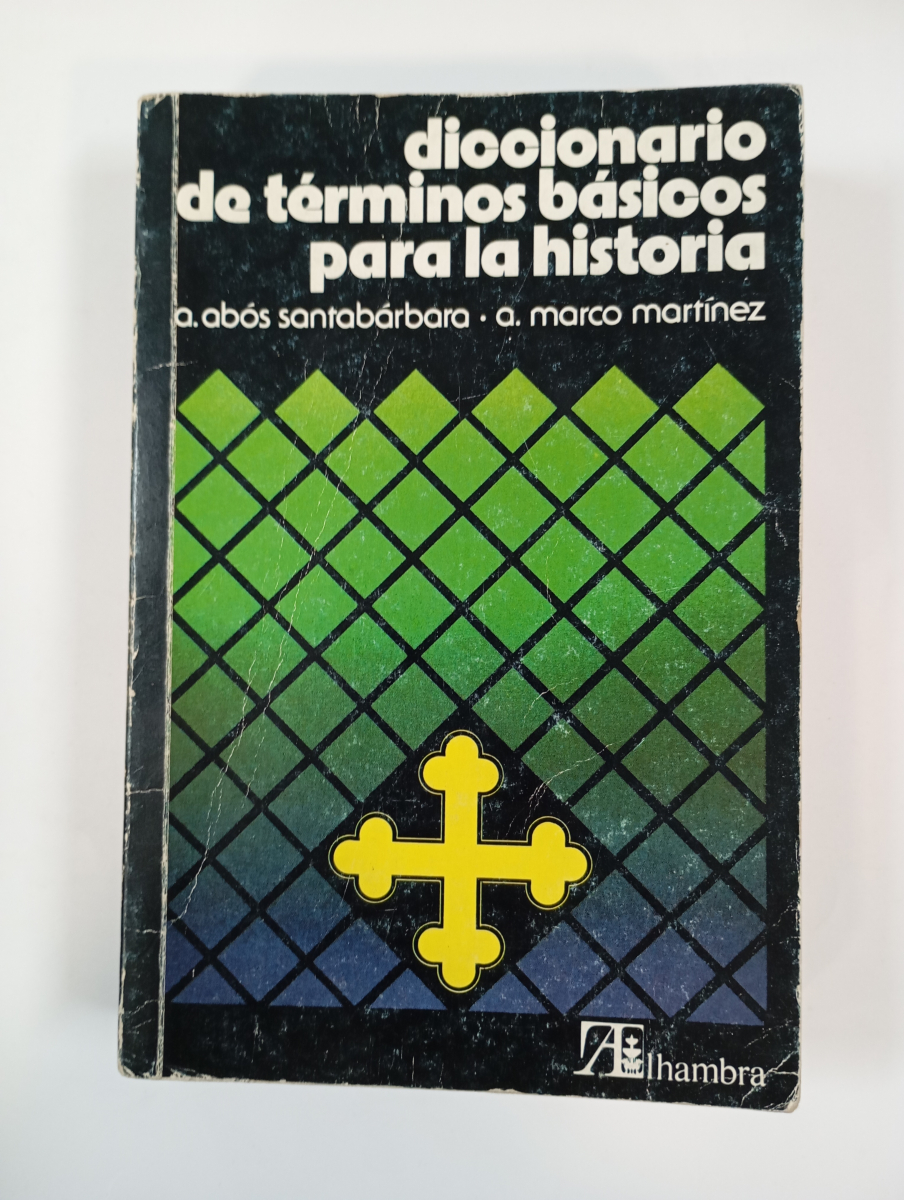 diccionario
de términos básicos
para la historia
a. abós santabárbara · a. marco martínez
Alhambra